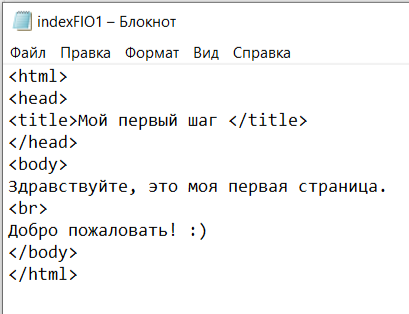 indexFIO1 – Блокнот
Файл Правка Формат Вид Справка
<html>
<head>
<title>Мой первый шаг </title>
</head>
<body>
Здравствуйте, это моя первая страница.
<br>
Добро пожаловать! :)
</body>
</html>